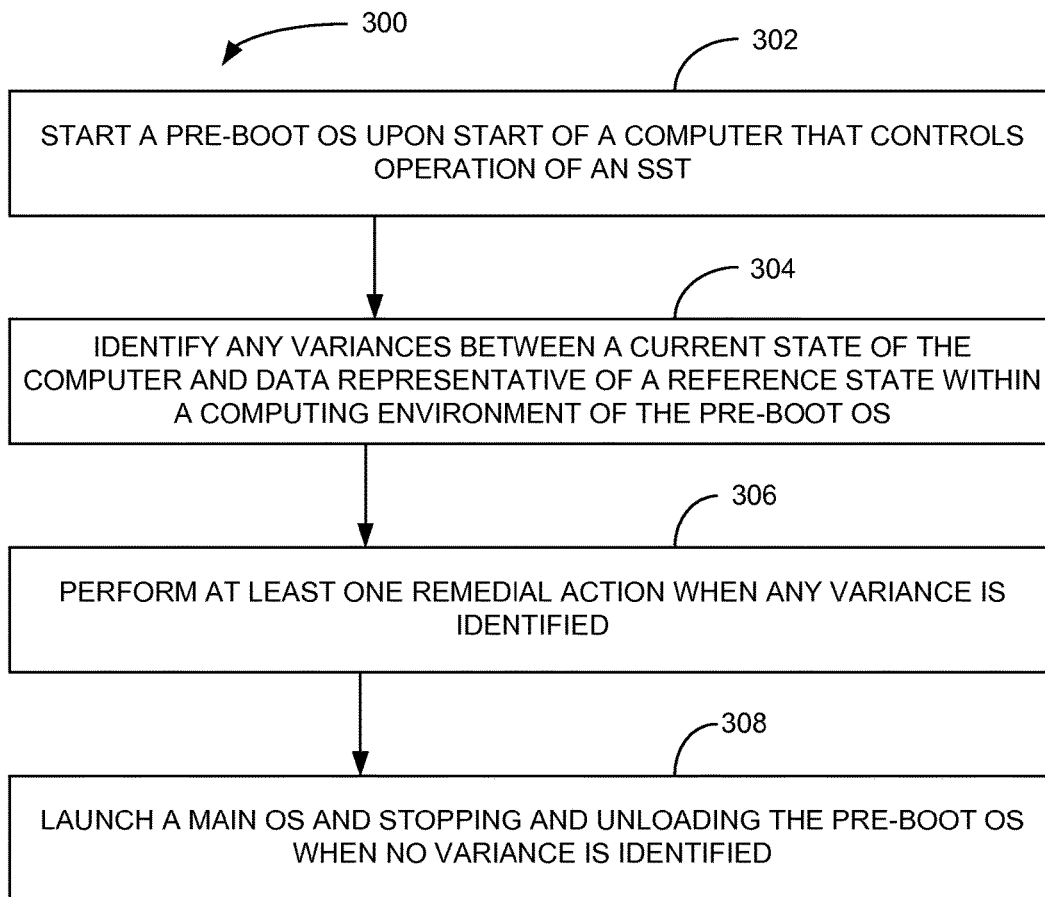 300
302
START A PRE-BOOT OS UPON START OF A COMPUTER THAT CONTROLS
OPERATION OF AN SST
304
IDENTIFY ANY VARIANCES BETWEEN A CURRENT STATE OF THE
COMPUTER AND DATA REPRESENTATIVE OF A REFERENCE STATE WITHIN
A COMPUTING ENVIRONMENT OF THE PRE-BOOT OS
306
PERFORM AT LEAST ONE REMEDIAL ACTION WHEN ANY VARIANCE IS
IDENTIFIED
308
LAUNCH A MAIN OS AND STOPPING AND UNLOADING THE PRE-BOOT OS
WHEN NO VARIANCE IS IDENTIFIED